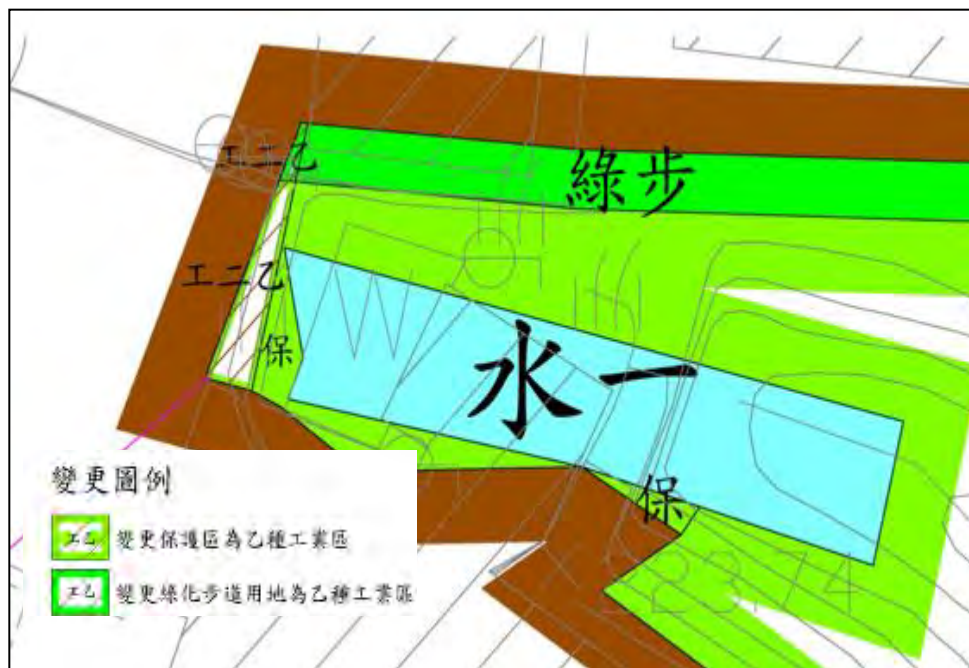 工二乙
綠步
工二乙
保
水一
保
變更圖例
工乙 變更保護區為乙種工業區
工乙 變更綠化步道用地為乙種工業區